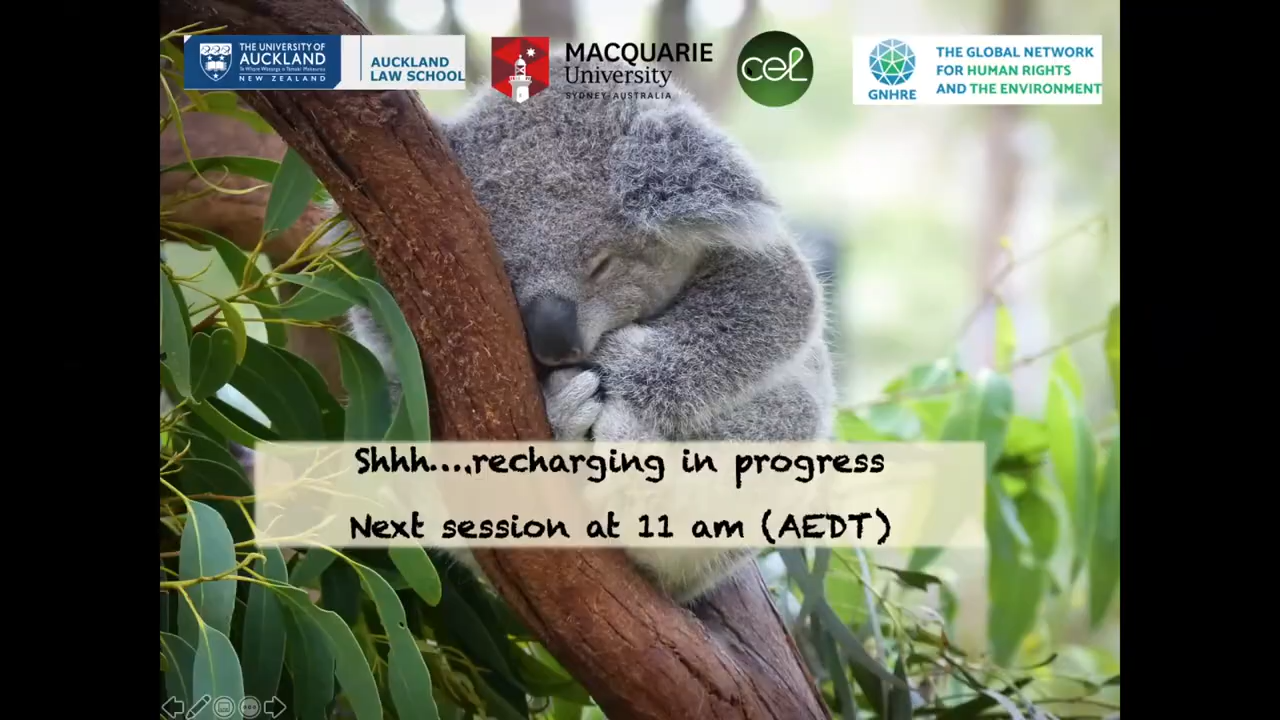 THE UNIVERSITY OF
AUCKLAND
NEW ZEALAND
AUCKLAND
LAW SCHOOL
MACQUARIE
University
SYDNEY·AUSTRALIA
cel
GNHRE
THE GLOBAL NETWORK
FOR HUMAN RIGHTS
AND THE ENVIRONMENT
Shhh....recharging in progress
Next session at 11 am (AEDT)